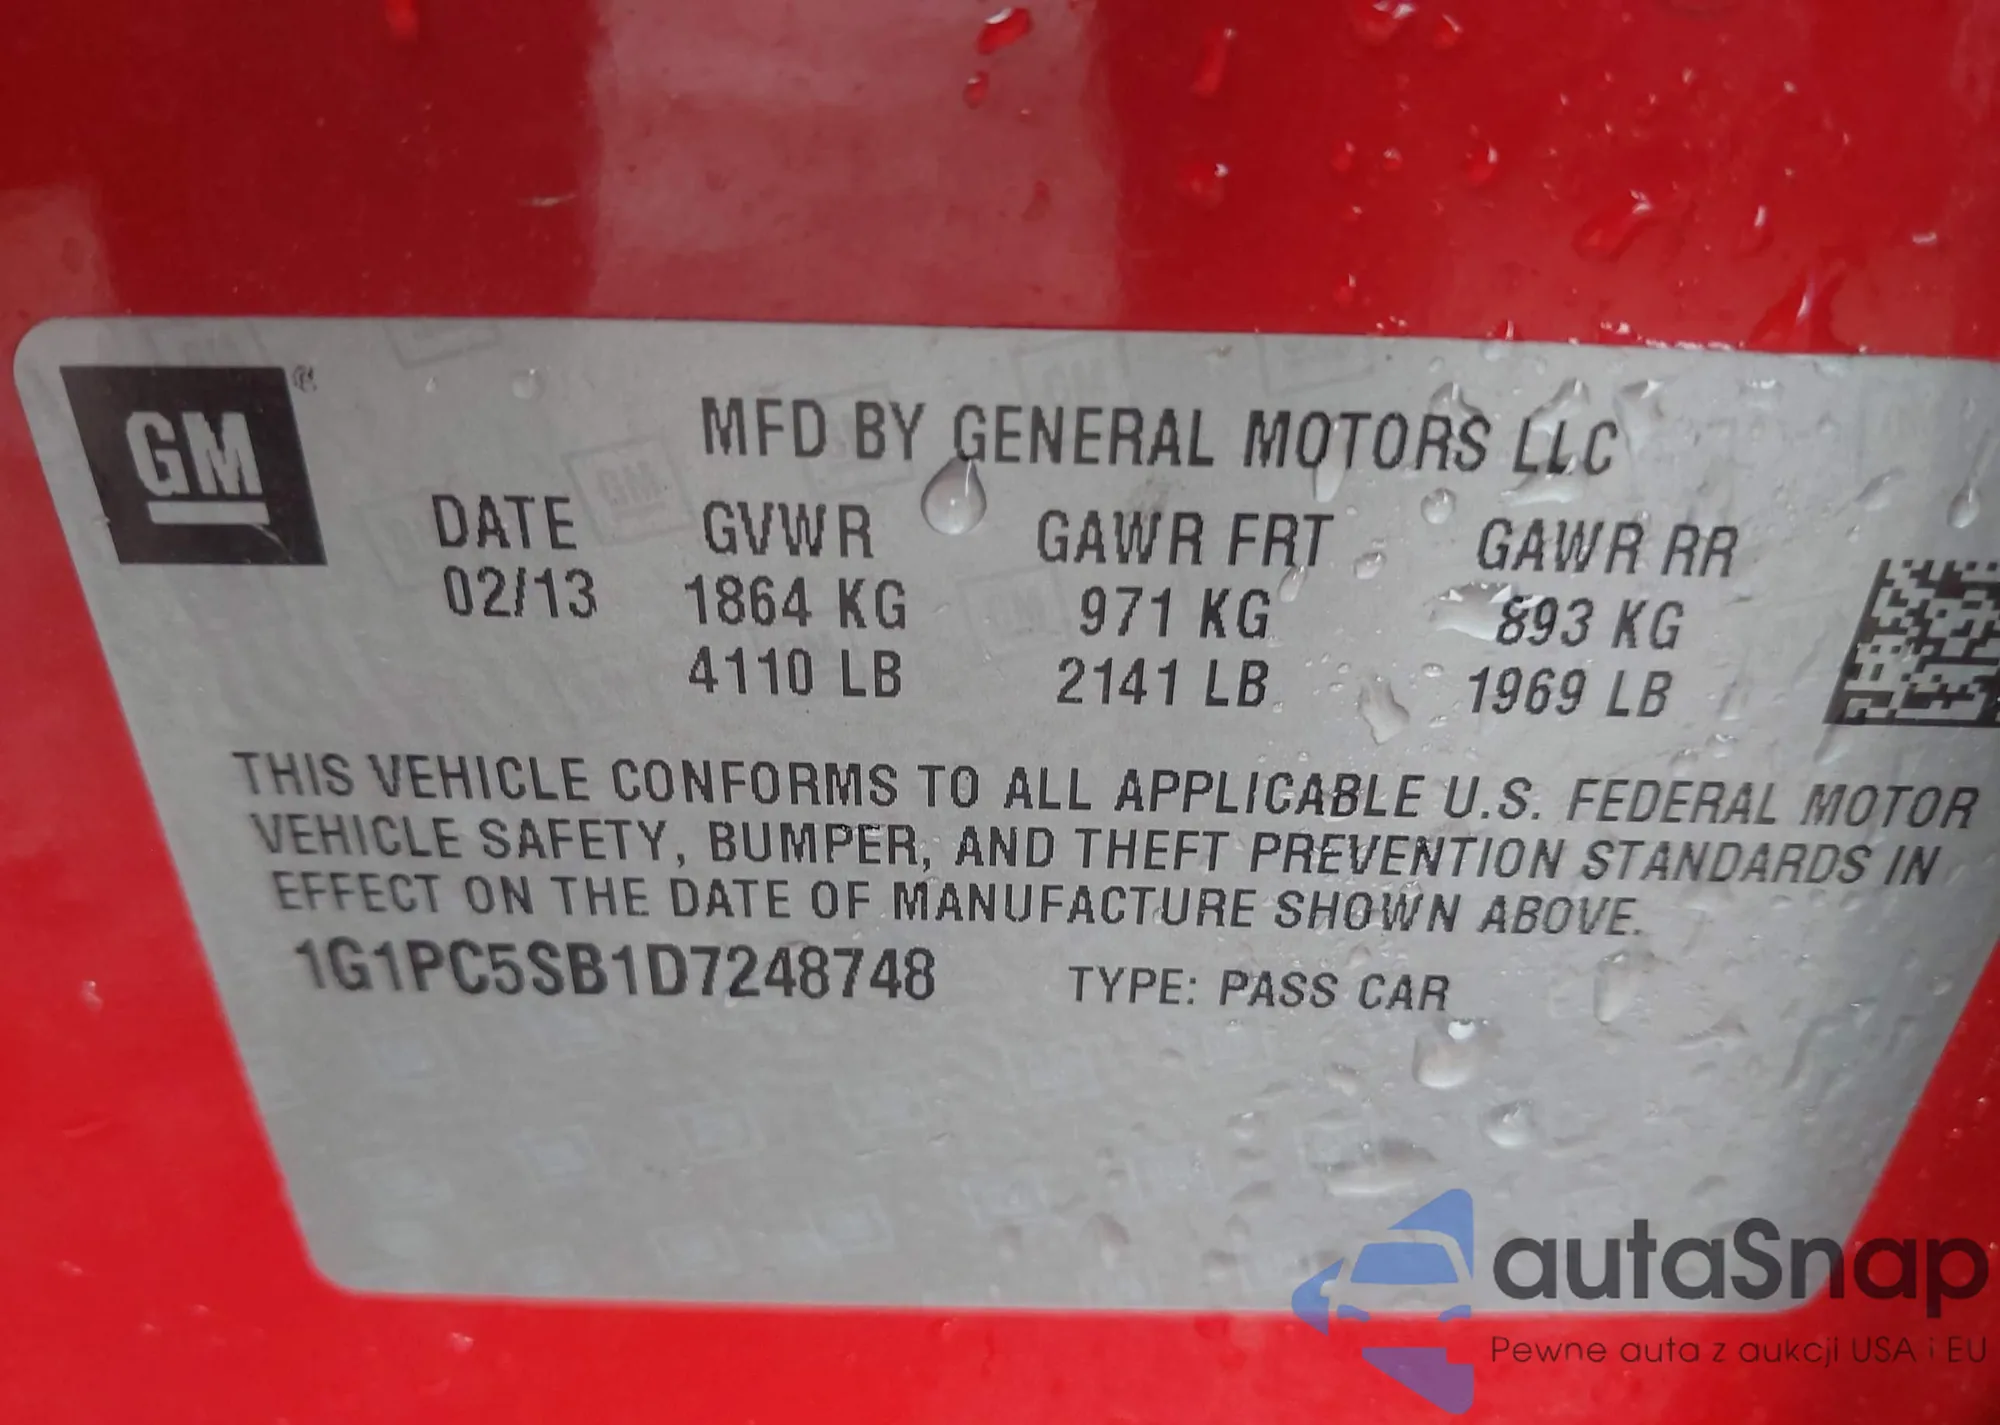 GM
MFD BY GENERAL MOTORS LLC
DATE GVWR GAWR FRT GAWR RR
02/13 1864 KG 971 KG 893 KG
4110 LB 2141 LB 1969 LB
THIS VEHICLE CONFORMS TO ALL APPLICABLE U.S. FEDERAL MOTOR
VEHICLE SAFETY, BUMPER, AND THEFT PREVENTION STANDARDS IN
EFFECT ON THE DATE OF MANUFACTURE SHOWN ABOVE.
1G1PC5SB1D7248748 TYPE: PASS CAR
autaSnap
Pewne auta z aukcji USA i EU